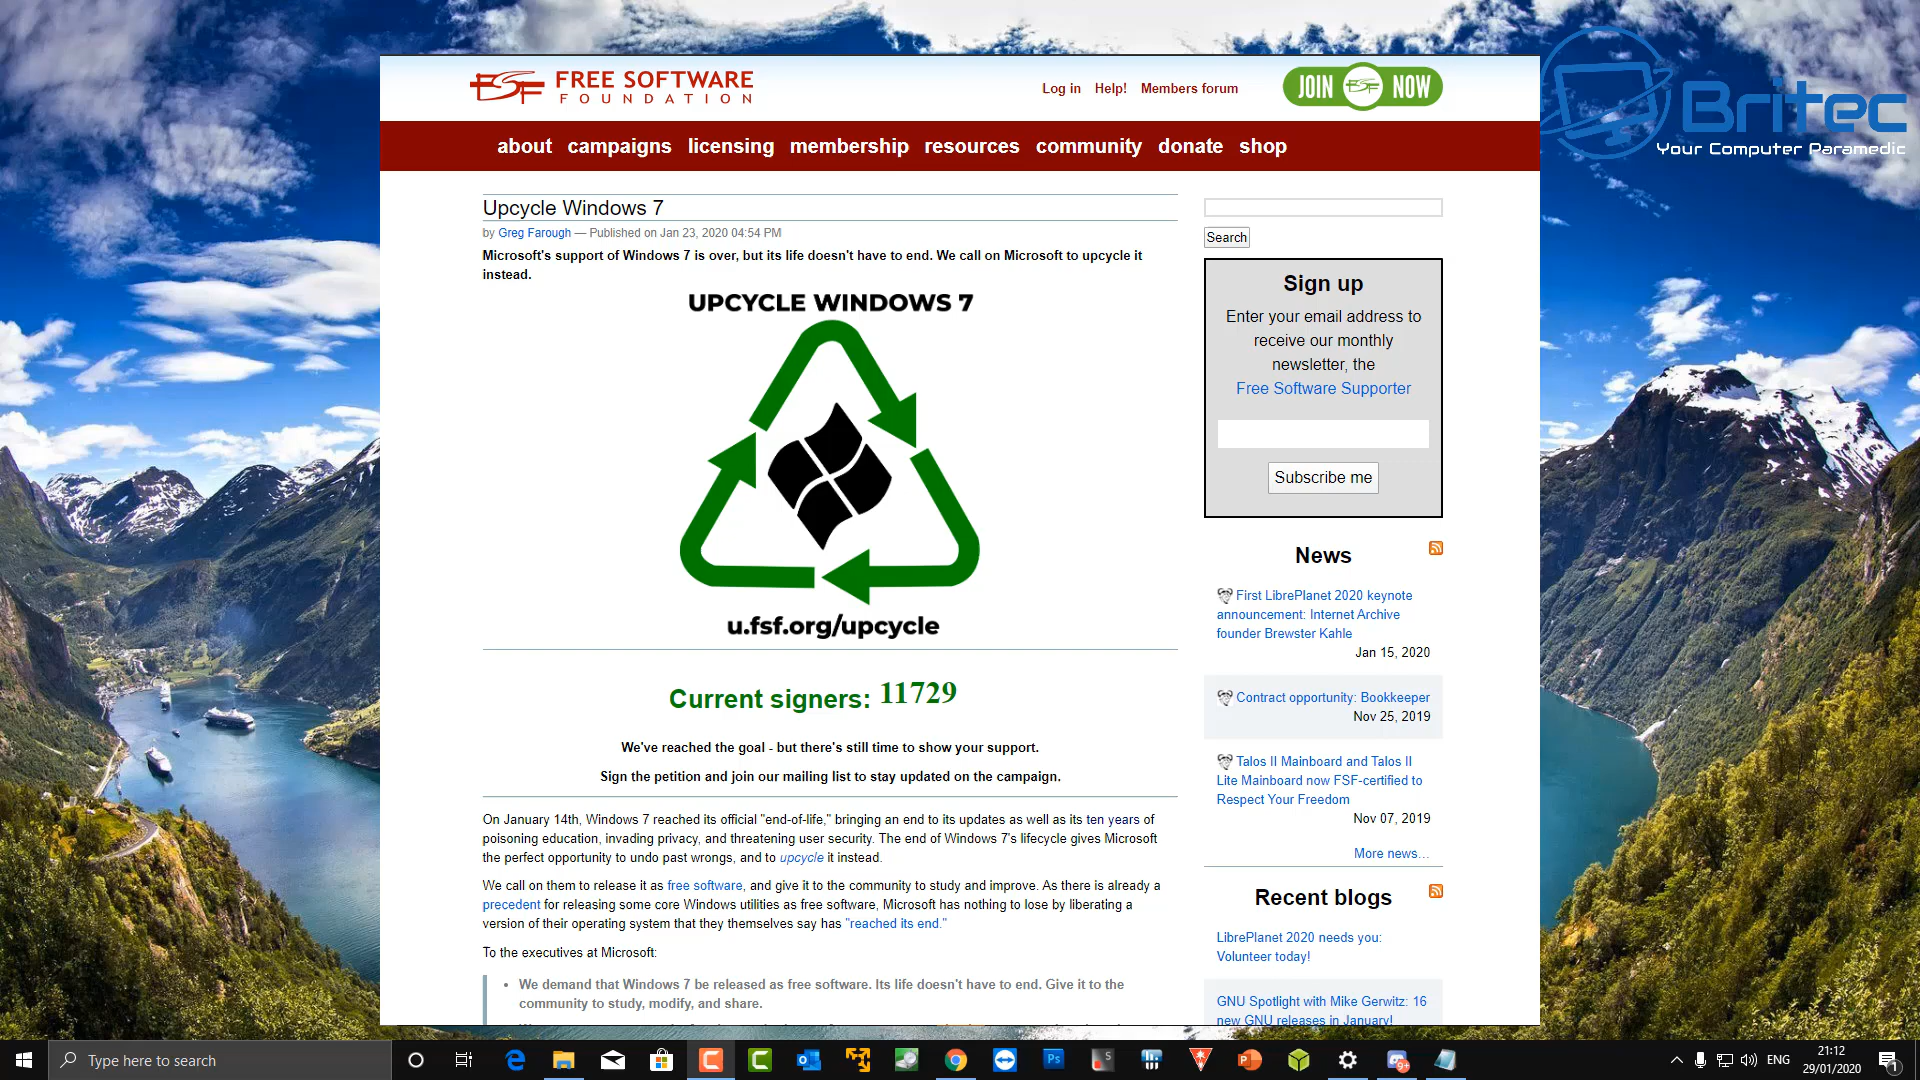 FREE SOFTWARE
FOUNDATION
Log in Help! Members forum
JOIN FSF NOW
Britec
Your Computer Paramedic
about campaigns licensing membership resources community donate shop
Upcycle Windows 7
by Greg Farough — Published on Jan 23, 2020 04:54 PM
Microsoft's support of Windows 7 is over, but its life doesn't have to end. We call on Microsoft to upcycle it
instead.
UPCYCLE WINDOWS 7
u.fsf.org/upcycle
Current signers: 11729
We've reached the goal - but there's still time to show your support.
Sign the petition and join our mailing list to stay updated on the campaign.
On January 14th, Windows 7 reached its official "end-of-life," bringing an end to its updates as well as its ten years of
poisoning education, invading privacy, and threatening user security. The end of Windows 7's lifecycle gives Microsoft
the perfect opportunity to undo past wrongs, and to upcycle it instead.
We call on them to release it as free software, and give it to the community to study and improve. As there is already a
precedent for releasing some core Windows utilities as free software, Microsoft has nothing to lose by liberating a
version of their operating system that they themselves say has "reached its end."
To the executives at Microsoft:
• We demand that Windows 7 be released as free software. Its life doesn't have to end. Give it to the
community to study, modify, and share.
Search
Sign up
Enter your email address to
receive our monthly
newsletter, the
Free Software Supporter
Subscribe me
News
First LibrePlanet 2020 keynote
announcement: Internet Archive
founder Brewster Kahle
Jan 15, 2020
Contract opportunity: Bookkeeper
Nov 25, 2019
Talos II Mainboard and Talos II
Lite Mainboard now FSF-certified to
Respect Your Freedom
Nov 07, 2019
More news…
Recent blogs
LibrePlanet 2020 needs you:
Volunteer today!
GNU Spotlight with Mike Gerwitz: 16
new GNU releases in January!
Type here to search
Ps
9+
ENG
21:12
29/01/2020
1